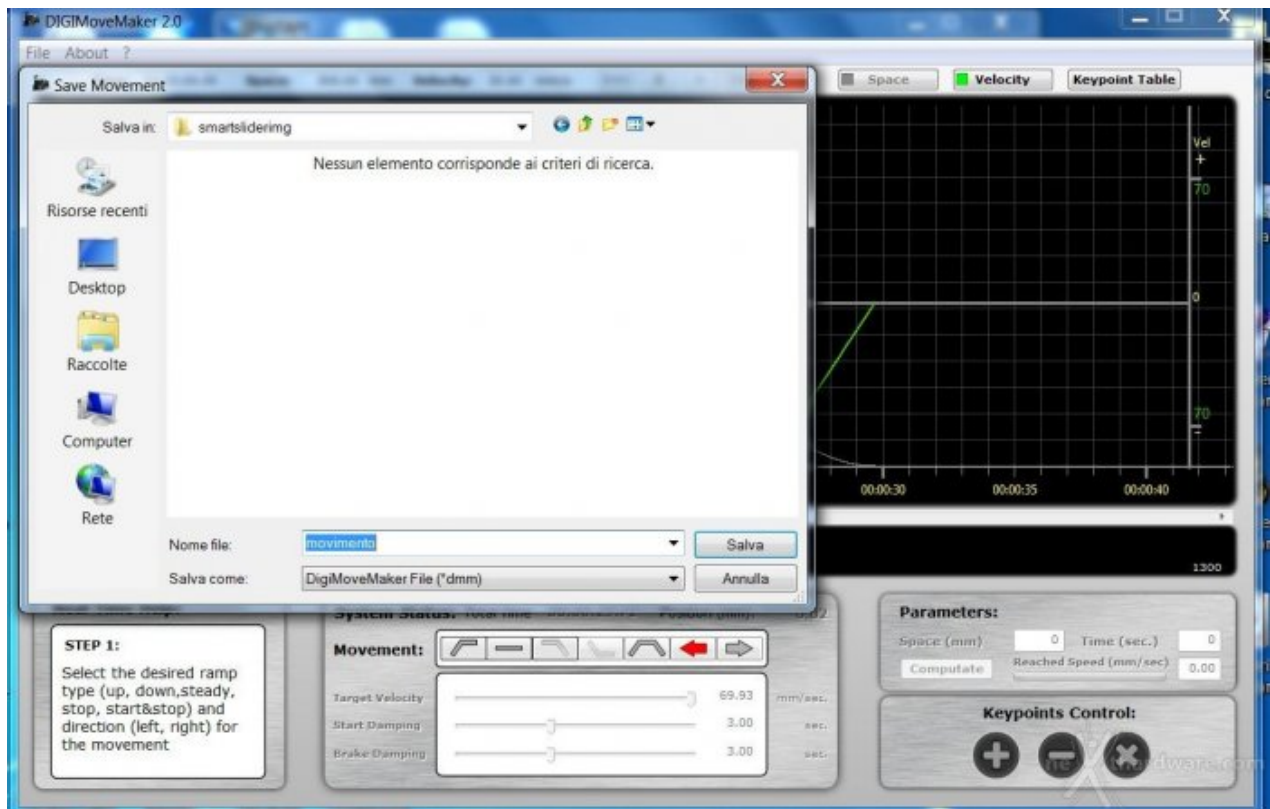 DIGIMoveMaker 2.0
File About ?
Save Movement
Space Velocity Keypoint Table
Salva in: smartsliderimg
Nessun elemento corrisponde ai criteri di ricerca.
Risorse recenti
Desktop
Raccolte
Computer
Rete
Vel
+
70
0
70
-
00:00:30 00:00:35 00:00:40
Nome file: movimento Salva
Salva come: DigiMoveMaker File (*dmm) Annulla
1300
STEP 1:
Select the desired ramp
type (up, down,steady,
stop, start&stop) and
direction (left, right) for
the movement
System Status: Total Time
Movement:
Target Velocity 69.93 mm/sec.
Start Damping 3.00 sec.
Brake Damping 3.00 sec.
Parameters:
Space (mm) 0 Time (sec.) 0
Computate Reached Speed (mm/sec) 0.00
Keypoints Control: